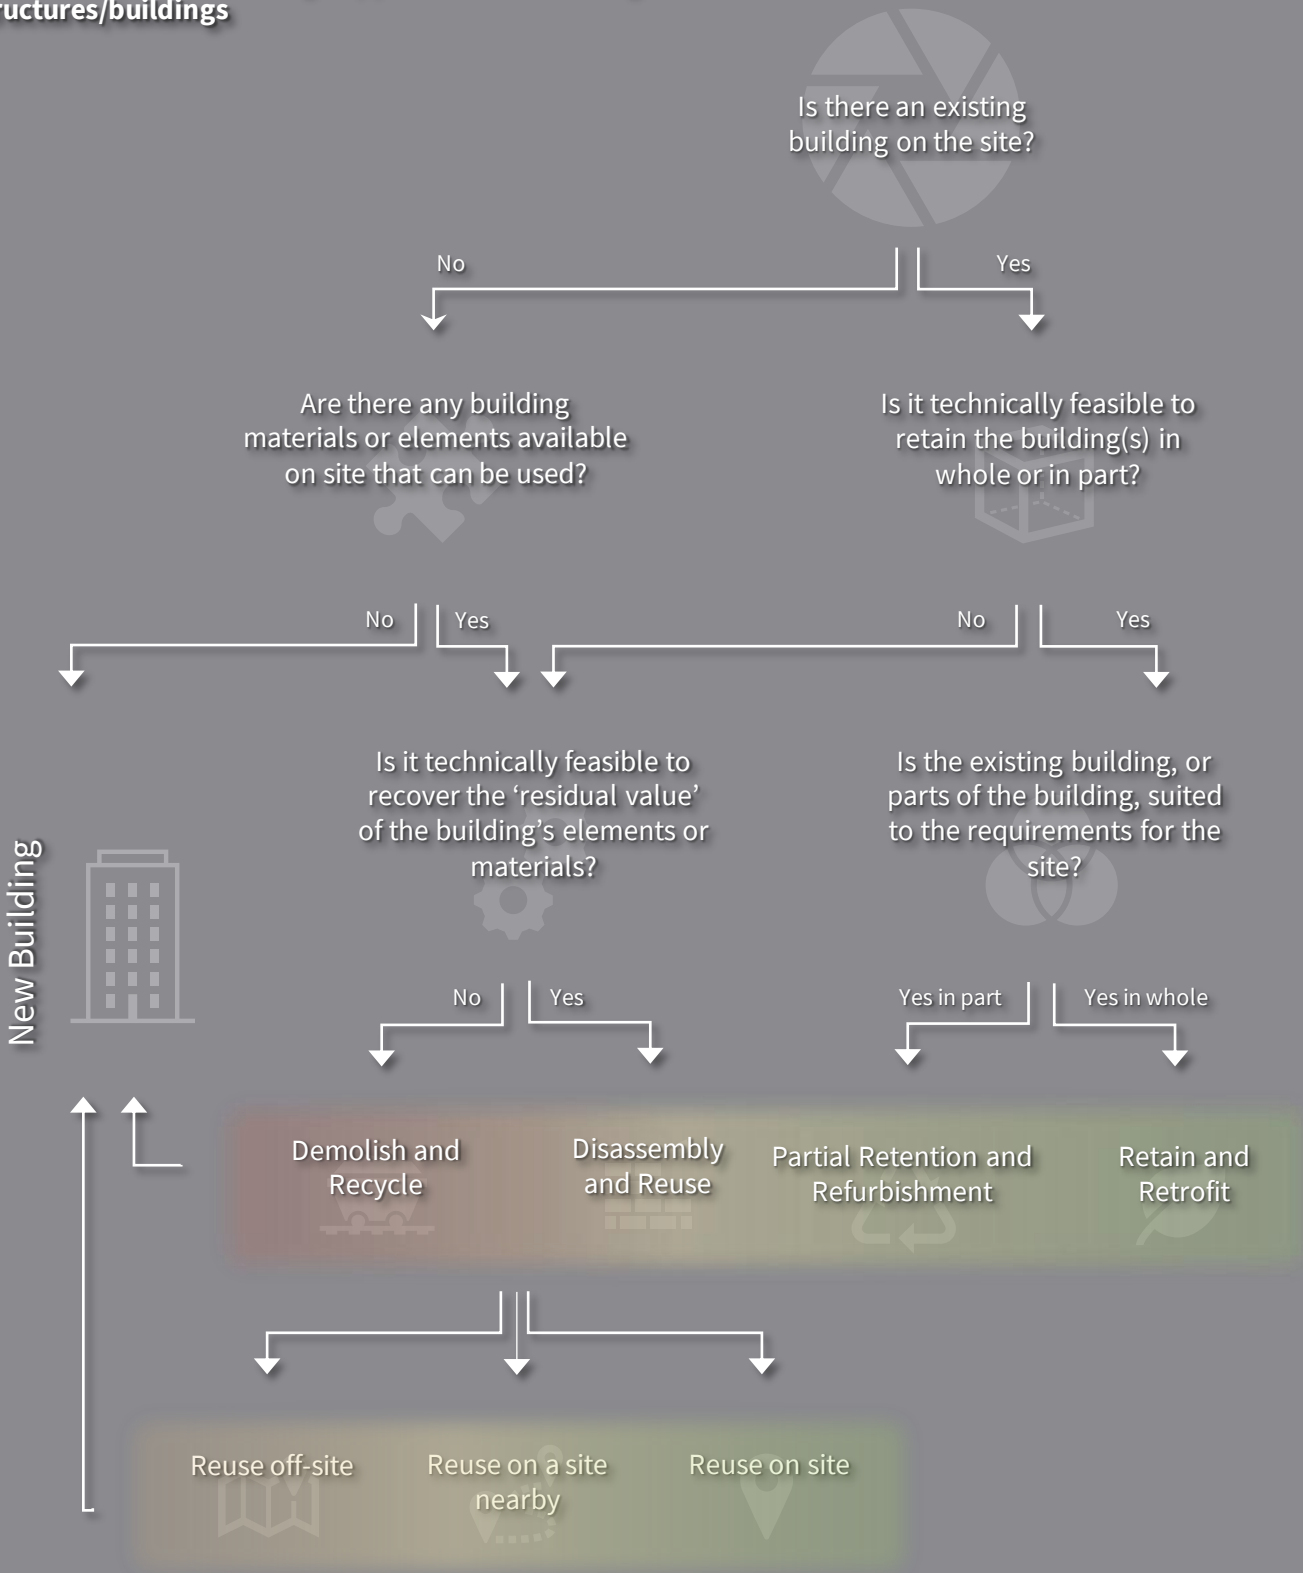 ructures/buildings
Is there an existing
building on the site?
No
Yes
Are there any building
materials or elements available
on site that can be used?
Is it technically feasible to
retain the building(s) in
whole or in part?
No
Yes
No
Yes
Is it technically feasible to
recover the ‘residual value’
of the building’s elements or
materials?
Is the existing building, or
parts of the building, suited
to the requirements for the
site?
New Building
No
Yes
Yes in part
Yes in whole
Demolish and
Recycle
Disassembly
and Reuse
Partial Retention and
Refurbishment
Retain and
Retrofit
Reuse off-site
Reuse on a site
nearby
Reuse on site